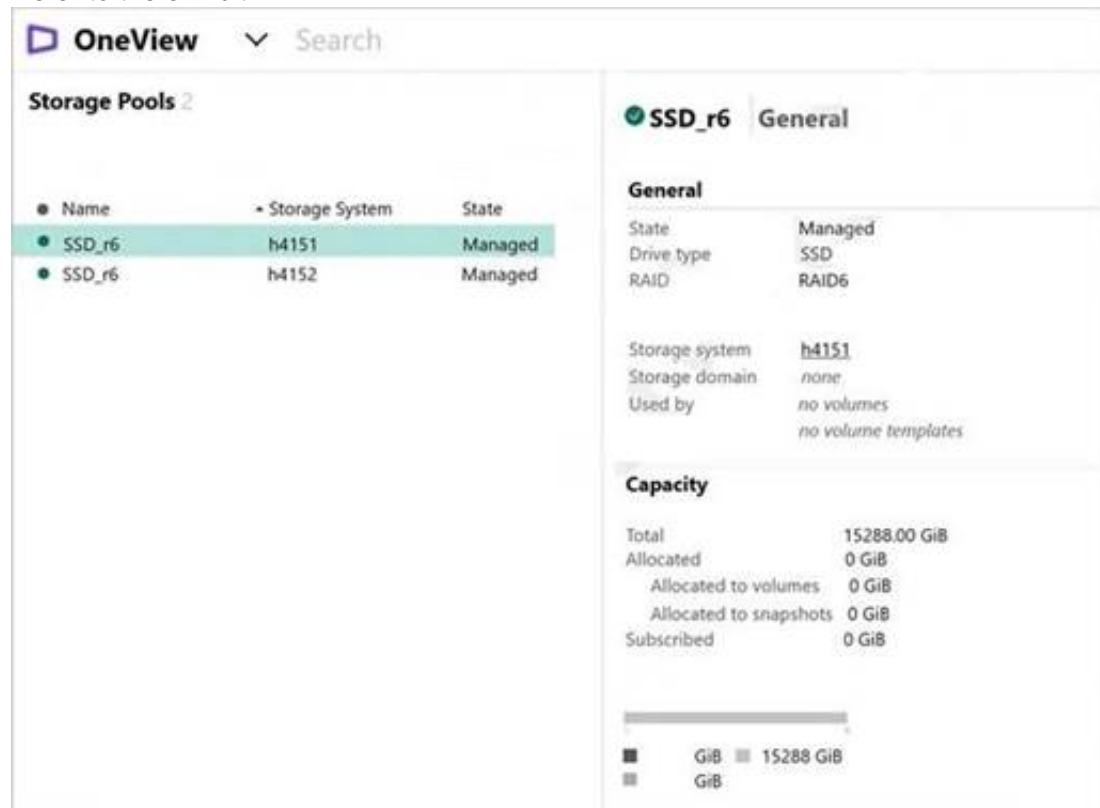 OneView Search
Storage Pools 2
Name Storage System State
SSD_r6 h4151 Managed
SSD_r6 h4152 Managed
SSD_r6 General
General
State Managed
Drive type SSD
RAID RAID6
Storage system h4151
Storage domain none
Used by no volumes
no volume templates
Capacity
Total 15288.00 GiB
Allocated 0 GiB
Allocated to volumes 0 GiB
Allocated to snapshots 0 GiB
Subscribed 0 GiB
GiB 15288 GiB
GiB